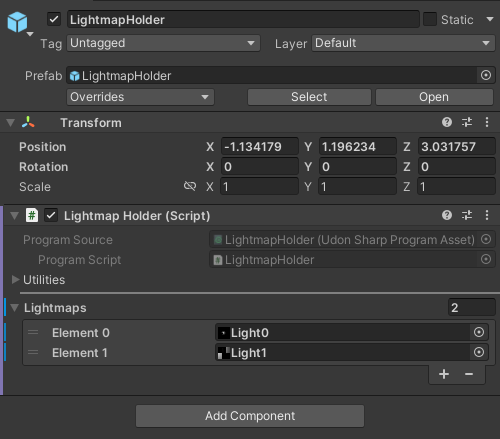 LightmapHolder Static
Tag Untagged Layer Default
Prefab LightmapHolder
Overrides Select Open
Transform
Position X -1.134179 Y 1.196234 Z 3.031757
Rotation X 0 Y 0 Z 0
Scale X 1 Y 1 Z 1
# Lightmap Holder (Script)
Program Source LightmapHolder (Udon Sharp Program Asset)
Program Script LightmapHolder
Utilities
Lightmaps 2
Element 0 Light0
Element 1 Light1
+ −
Add Component